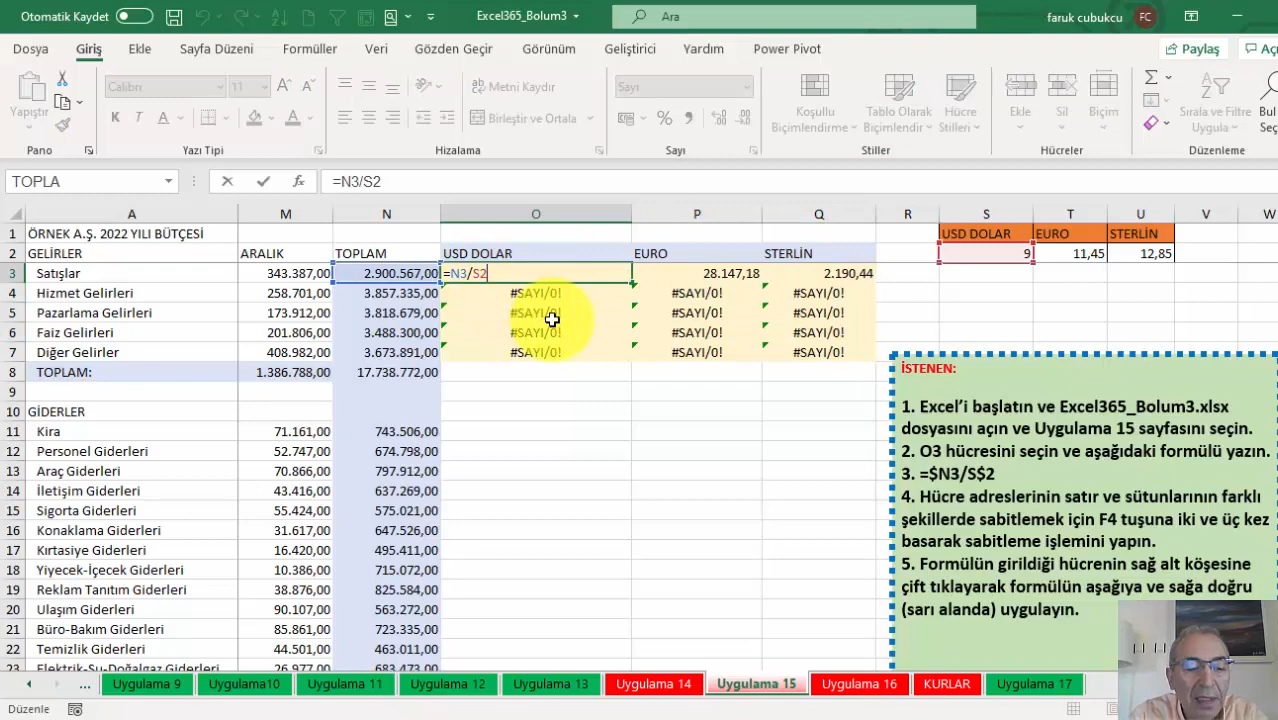 Otomatik Kaydet
Excel365_Bolum3
Ara
faruk cubukcu
FC
Dosya Giriş Ekle Sayfa Düzeni Formüller Veri Gözden Geçir Görünüm Geliştirici Yardım Power Pivot
Paylaş
Yapıştır
Calibri 11
Metni Kaydır
Birleştir ve Ortala
Sayı
Koşullu Biçimlendirme
Tablo Olarak Biçimlendir
Hücre Stilleri
Ekle Sil Biçim
Sırala ve Filtre Uygula
Pano Yazı Tipi Hizalama Sayı Stiller Hücreler Düzenleme
TOPLA =N3/S2
A M N O P Q R S T U V W
1 ÖRNEK A.Ş. 2022 YILI BÜTÇESİ USD DOLAR EURO STERLİN
2 GELİRLER ARALIK TOPLAM USD DOLAR EURO STERLİN 9 11,45 12,85
3 Satışlar 343.387,00 2.900.567,00 =N3/S2 28.147,18 2.190,44
4 Hizmet Gelirleri 258.701,00 3.857.335,00 #SAYI/0! #SAYI/0! #SAYI/0!
5 Pazarlama Gelirleri 173.912,00 3.818.679,00 #SAYI/0! #SAYI/0! #SAYI/0!
6 Faiz Gelirleri 201.806,00 3.488.300,00 #SAYI/0! #SAYI/0! #SAYI/0!
7 Diğer Gelirler 408.982,00 3.673.891,00 #SAYI/0! #SAYI/0! #SAYI/0!
8 TOPLAM: 1.386.788,00 17.738.772,00
9
10 GİDERLER
11 Kira 71.161,00 743.506,00
12 Personel Giderleri 52.747,00 674.798,00
13 Araç Giderleri 70.866,00 797.912,00
14 İletişim Giderleri 43.416,00 637.269,00
15 Sigorta Giderleri 55.424,00 575.021,00
16 Konaklama Giderleri 31.617,00 647.526,00
17 Kırtasiye Giderleri 16.420,00 495.411,00
18 Yiyecek-İçecek Giderleri 10.386,00 715.072,00
19 Reklam Tanıtım Giderleri 38.876,00 825.584,00
20 Ulaşım Giderleri 90.107,00 563.272,00
21 Büro-Bakım Giderleri 85.861,00 723.335,00
22 Temizlik Giderleri 44.501,00 463.011,00
23 Elektrik-Su-Doğalgaz Giderleri 26.977,00 683.473,00
İSTENEN:
1. Excel’i başlatın ve Excel365_Bolum3.xlsx
dosyasını açın ve Uygulama 15 sayfasını seçin.
2. O3 hücresini seçin ve aşağıdaki formülü yazın.
3. =$N3/S$2
4. Hücre adreslerinin satır ve sütunlarının farklı
şekillerde sabitlemek için F4 tuşuna iki ve üç kez
basarak sabitleme işlemini yapın.
5. Formülün girildiği hücrenin sağ alt köşesine
çift tıklayarak formülün aşağıya ve sağa doğru
(sarı alanda) uygulayın.
... Uygulama 9 Uygulama10 Uygulama 11 Uygulama 12 Uygulama 13 Uygulama 14 Uygulama 15 Uygulama 16 KURLAR Uygulama 17
Düzenle